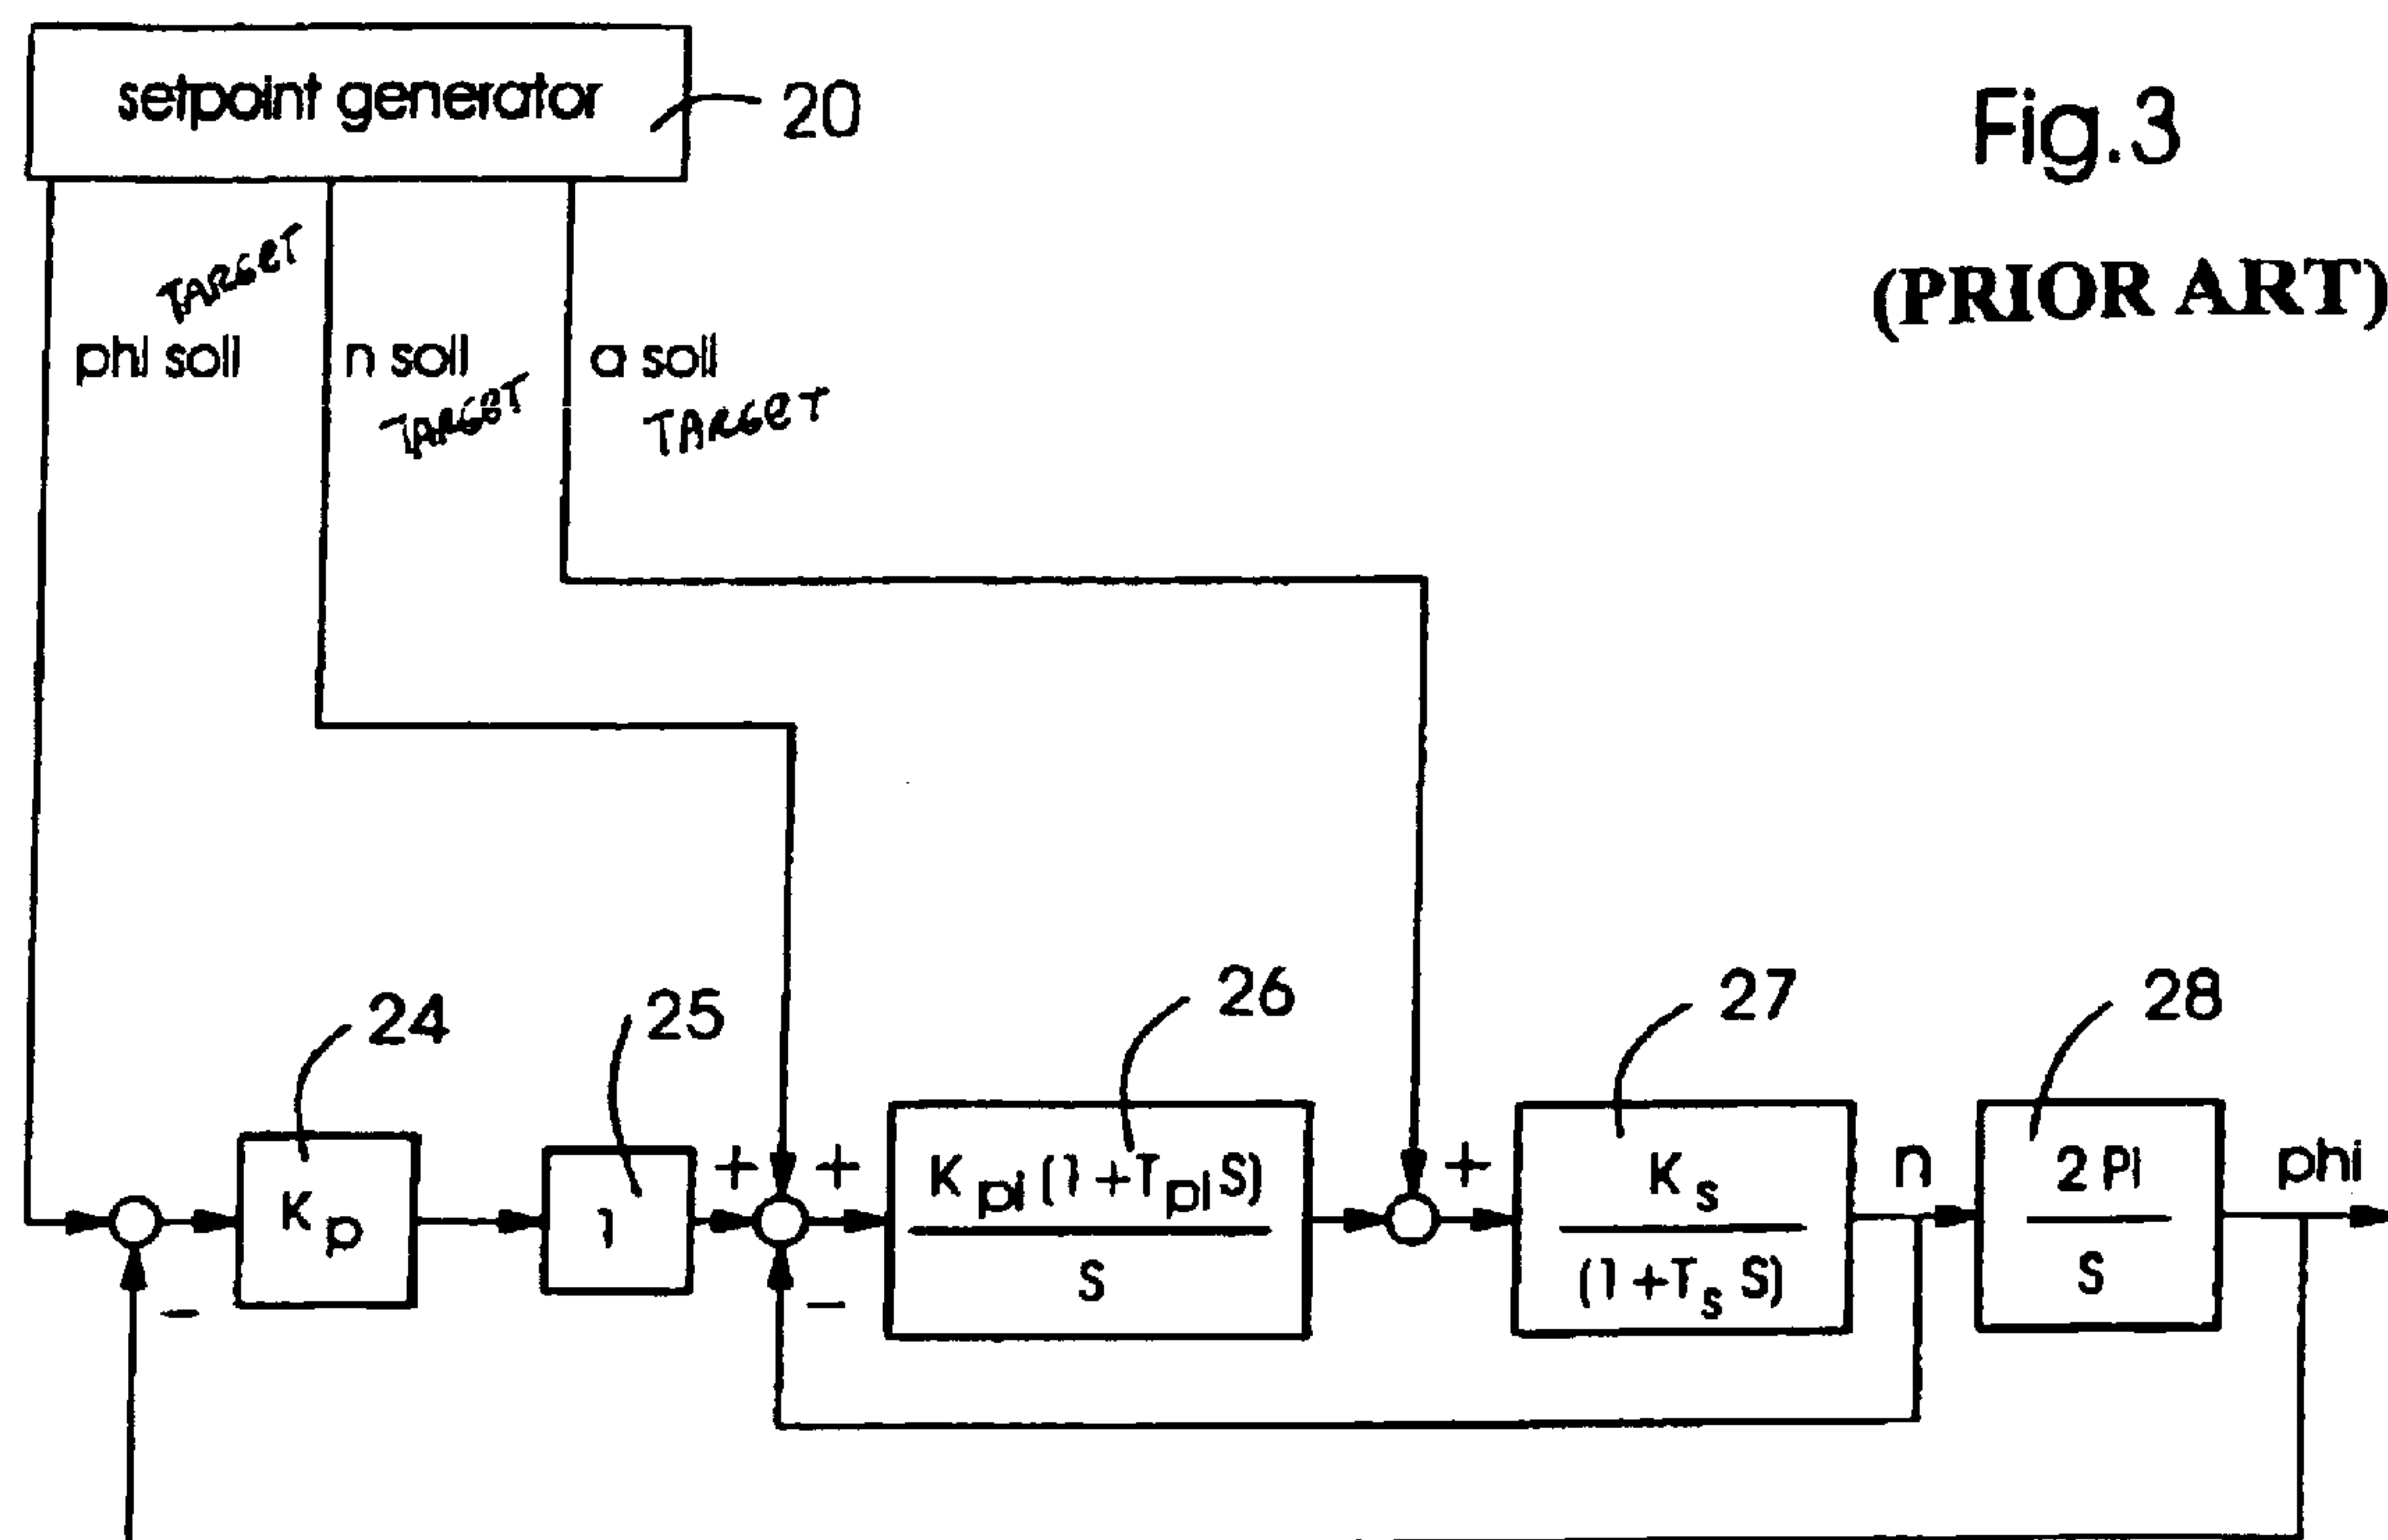 setpoint generator
20
Fig.3
(PRIOR ART)
TARGET
phi soll
n soll
TARGET
a soll
TARGET
24
25
26
27
28
K p
1
+
+
-
-
K pi (1+T pi S)
S
+
K s
(1+T s S)
n
2 PI
S
phi